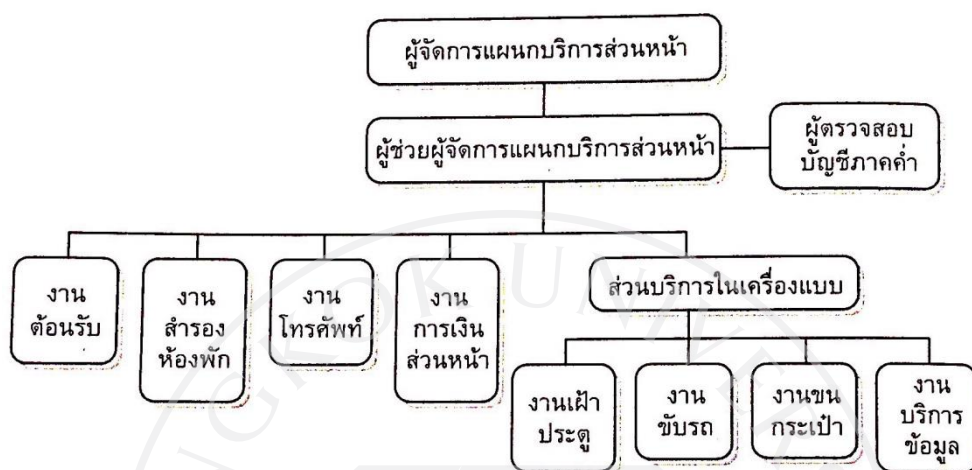 ผู้จัดการแผนกบริการส่วนหน้า
ผู้ช่วยผู้จัดการแผนกบริการส่วนหน้า
ผู้ตรวจสอบ
บัญชีภาคค่ำ
งาน
ต้อนรับ
งาน
สำรอง
ห้องพัก
งาน
โทรศัพท์
งาน
การเงิน
ส่วนหน้า
ส่วนบริการในเครื่องแบบ
งานเฝ้า
ประตู
งาน
ขับรถ
งานขน
กระเป๋า
งาน
บริการ
ข้อมูล